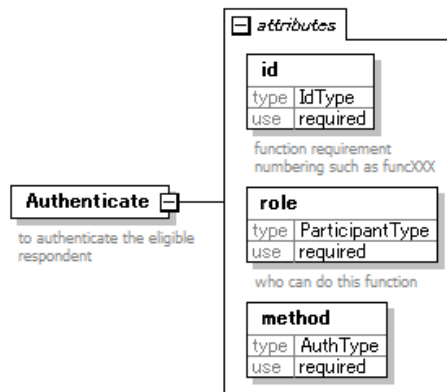 attributes
id
type IdType
use required
function requirement
numbering such as funcXXX
Authenticate
to authenticate the eligible
respondent
role
type ParticipantType
use required
who can do this function
method
type AuthType
use required